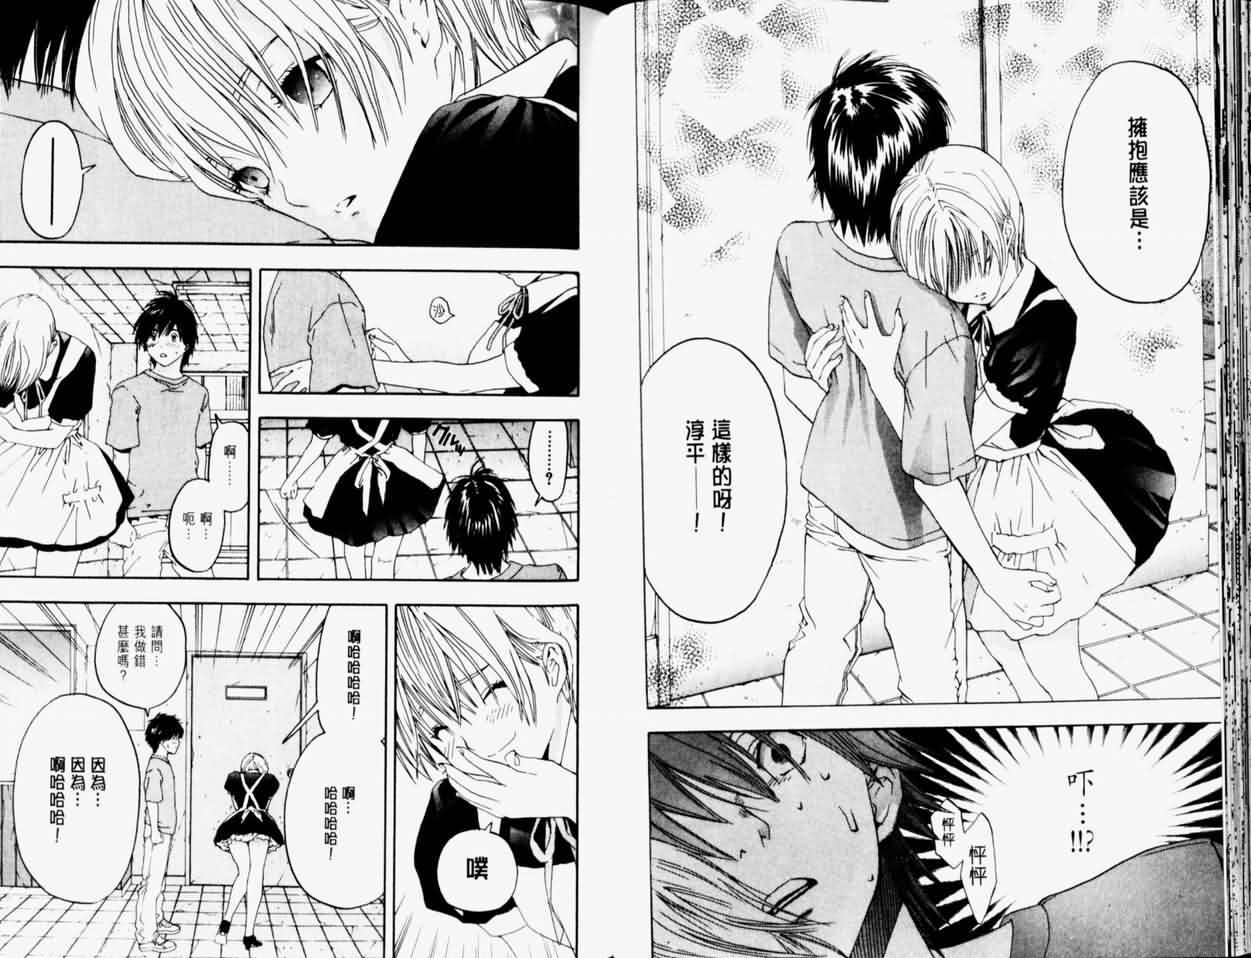 擁抱應該是…
這樣的呀！
淳平——！
吓…!!?
怦怦
怦怦
——
沙
………？
啊……
啊…
呃…
噗
啊哈哈哈哈！
啊…
哈哈哈哈！
請問…
我做錯
甚麼嗎？
因為…
因為…
啊哈哈哈！